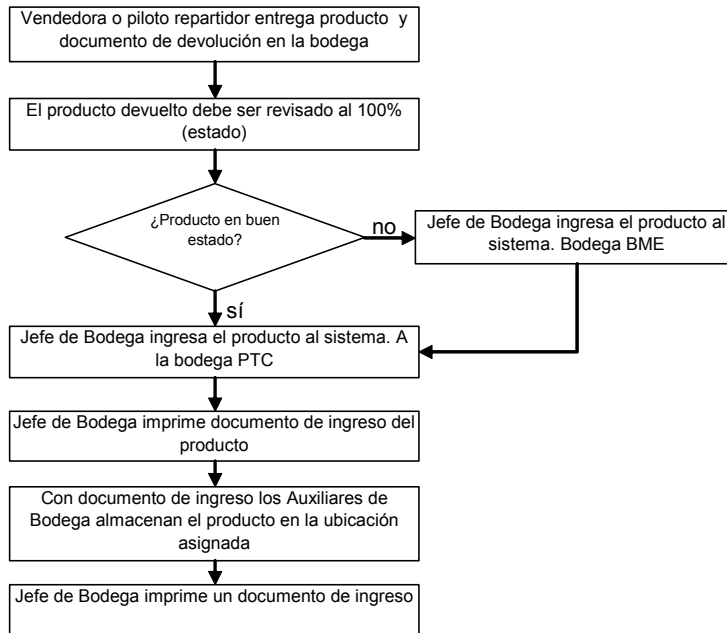 Vendedora o piloto repartidor entrega producto y
documento de devolución en la bodega
El producto devuelto debe ser revisado al 100%
(estado)
¿Producto en buen
estado?
no
Jefe de Bodega ingresa el producto al
sistema. Bodega BME
sí
Jefe de Bodega ingresa el producto al sistema. A
la bodega PTC
Jefe de Bodega imprime documento de ingreso del
producto
Con documento de ingreso los Auxiliares de
Bodega almacenan el producto en la ubicación
asignada
Jefe de Bodega imprime un documento de ingreso